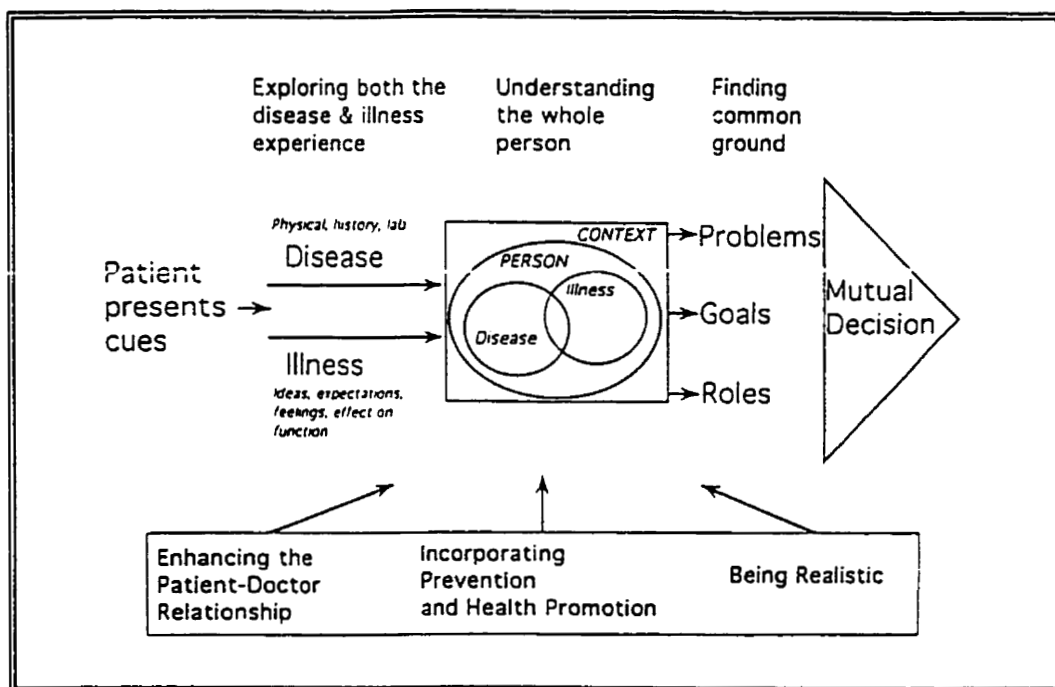 Exploring both the
disease & illness
experience
Understanding
the whole
person
Finding
common
ground
Patient
presents
cues
Physical, history, lab
Disease
Illness
Ideas, expectations,
feelings, effect on
function
CONTEXT
PERSON
Illness
Disease
Problems
Goals
Roles
Mutual
Decision
Enhancing the
Patient-Doctor
Relationship
Incorporating
Prevention
and Health Promotion
Being Realistic